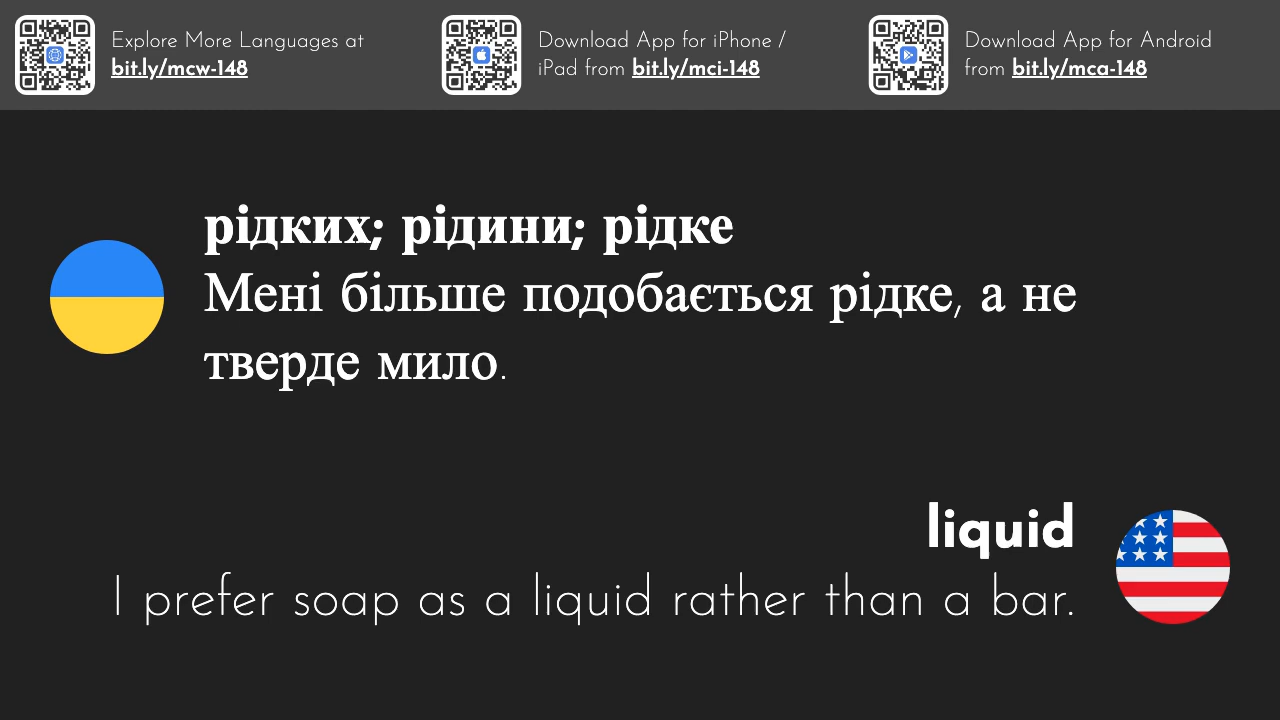 Explore More Languages at
bit.ly/mcw-148
Download App for iPhone /
iPad from bit.ly/mci-148
Download App for Android
from bit.ly/mca-148
рідких; рідини; рідке
Мені більше подобається рідке, а не
тверде мило.
liquid
I prefer soap as a liquid rather than a bar.